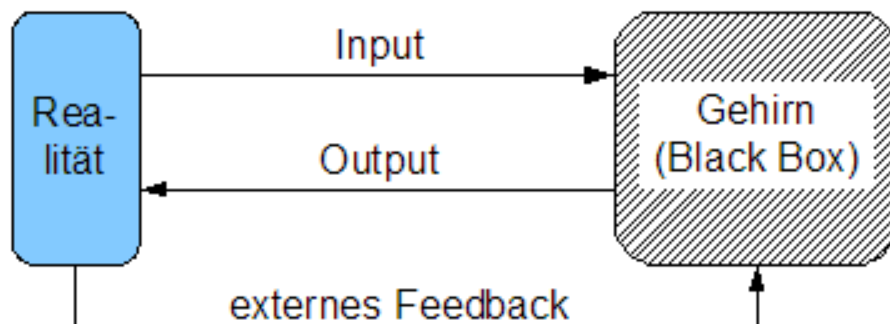 Input
Rea-
lität
Gehirn
(Black Box)
Output
externes Feedback